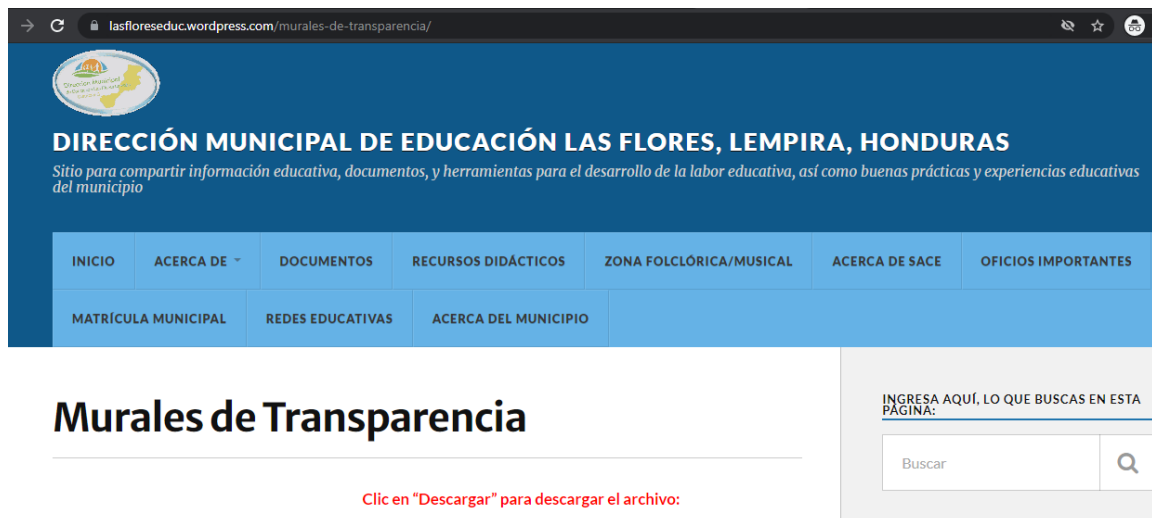 lasfloreseduc.wordpress.com/murales-de-transparencia/
DIRECCIÓN MUNICIPAL DE EDUCACIÓN LAS FLORES, LEMPIRA, HONDURAS
Sitio para compartir información educativa, documentos, y herramientas para el desarrollo de la labor educativa, así como buenas prácticas y experiencias educativas
del municipio
INICIO ACERCA DE DOCUMENTOS RECURSOS DIDÁCTICOS ZONA FOLCLÓRICA/MUSICAL ACERCA DE SACE OFICIOS IMPORTANTES
MATRÍCULA MUNICIPAL REDES EDUCATIVAS ACERCA DEL MUNICIPIO
Murales de Transparencia
INGRESA AQUÍ, LO QUE BUSCAS EN ESTA
PÁGINA:
Buscar
Clic en “Descargar” para descargar el archivo: